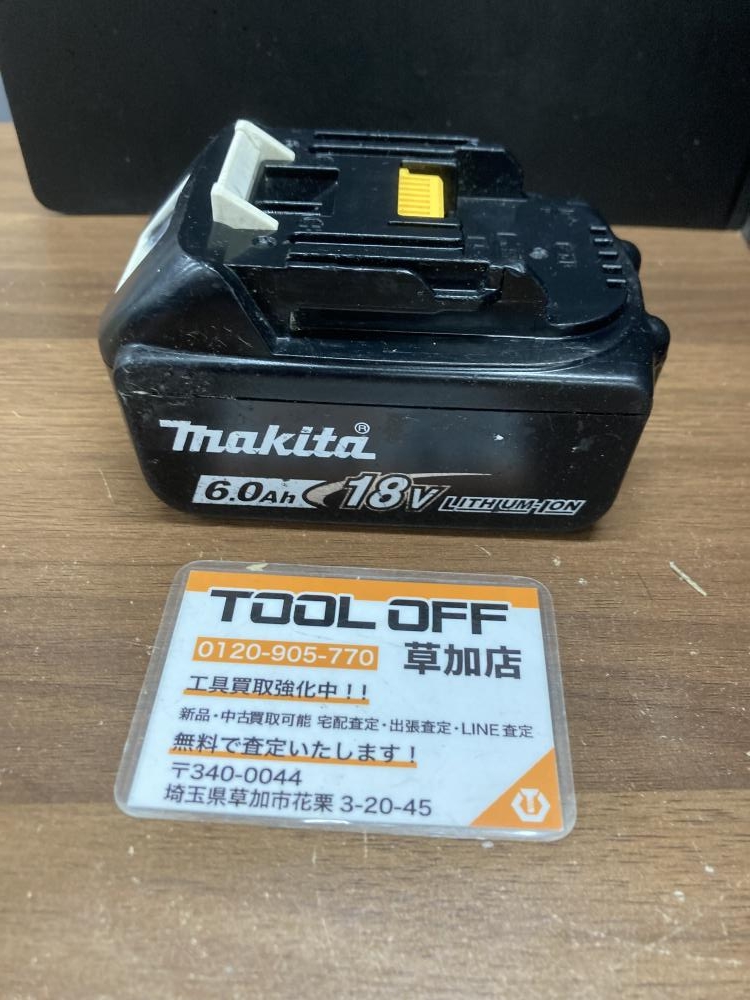 makita®
6.0Ah 18V LITHIUM-ION
TOOL OFF
0120-905-770 草加店
工具買取強化中！！
新品・中古買取可能 宅配査定・出張査定・LINE査定
無料で査定いたします！
〒340-0044
埼玉県草加市花栗 3-20-45